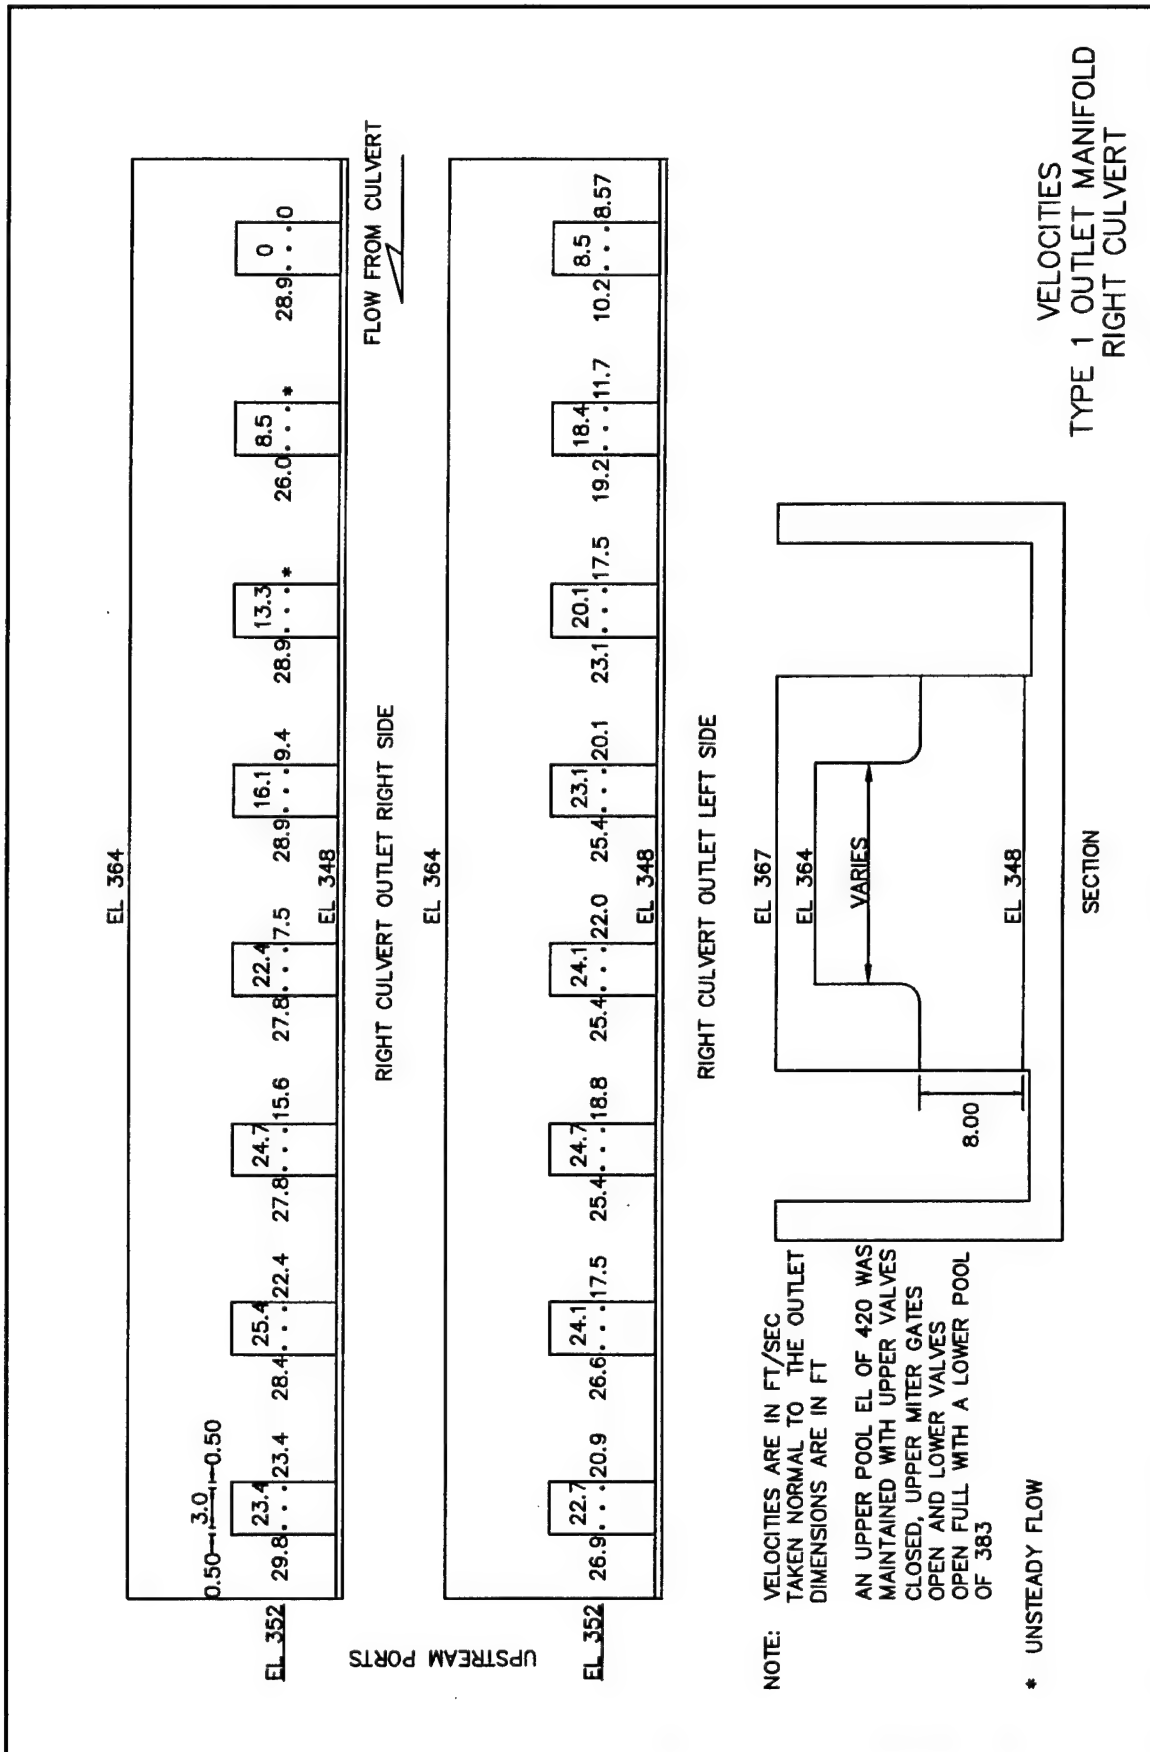 EL 364
0.50
3.0
0.50
29.8 23.4 23.4
28.4 25.4 22.4
27.8 24.7 15.6
27.8 22.4 7.5
28.9 16.1 9.4
28.9 13.3 *
26.0 8.5 *
28.9 0 0
EL 352
EL 348
RIGHT CULVERT OUTLET RIGHT SIDE
FLOW FROM CULVERT
UPSTREAM PORTS
EL 364
26.9 22.7 20.9
26.6 24.1 17.5
25.4 24.7 18.8
25.4 24.1 22.0
25.4 23.1 20.1
23.1 20.1 17.5
19.2 18.4 11.7
10.2 8.5 8.57
EL 352
EL 348
RIGHT CULVERT OUTLET LEFT SIDE
NOTE: VELOCITIES ARE IN FT/SEC
TAKEN NORMAL TO THE OUTLET
DIMENSIONS ARE IN FT
AN UPPER POOL EL OF 420 WAS
MAINTAINED WITH UPPER VALVES
CLOSED, UPPER MITER GATES
OPEN AND LOWER VALVES
OPEN FULL WITH A LOWER POOL
OF 383
* UNSTEADY FLOW
EL 367
EL 364
VARIES
8.00
EL 348
SECTION
VELOCITIES
TYPE 1 OUTLET MANIFOLD
RIGHT CULVERT